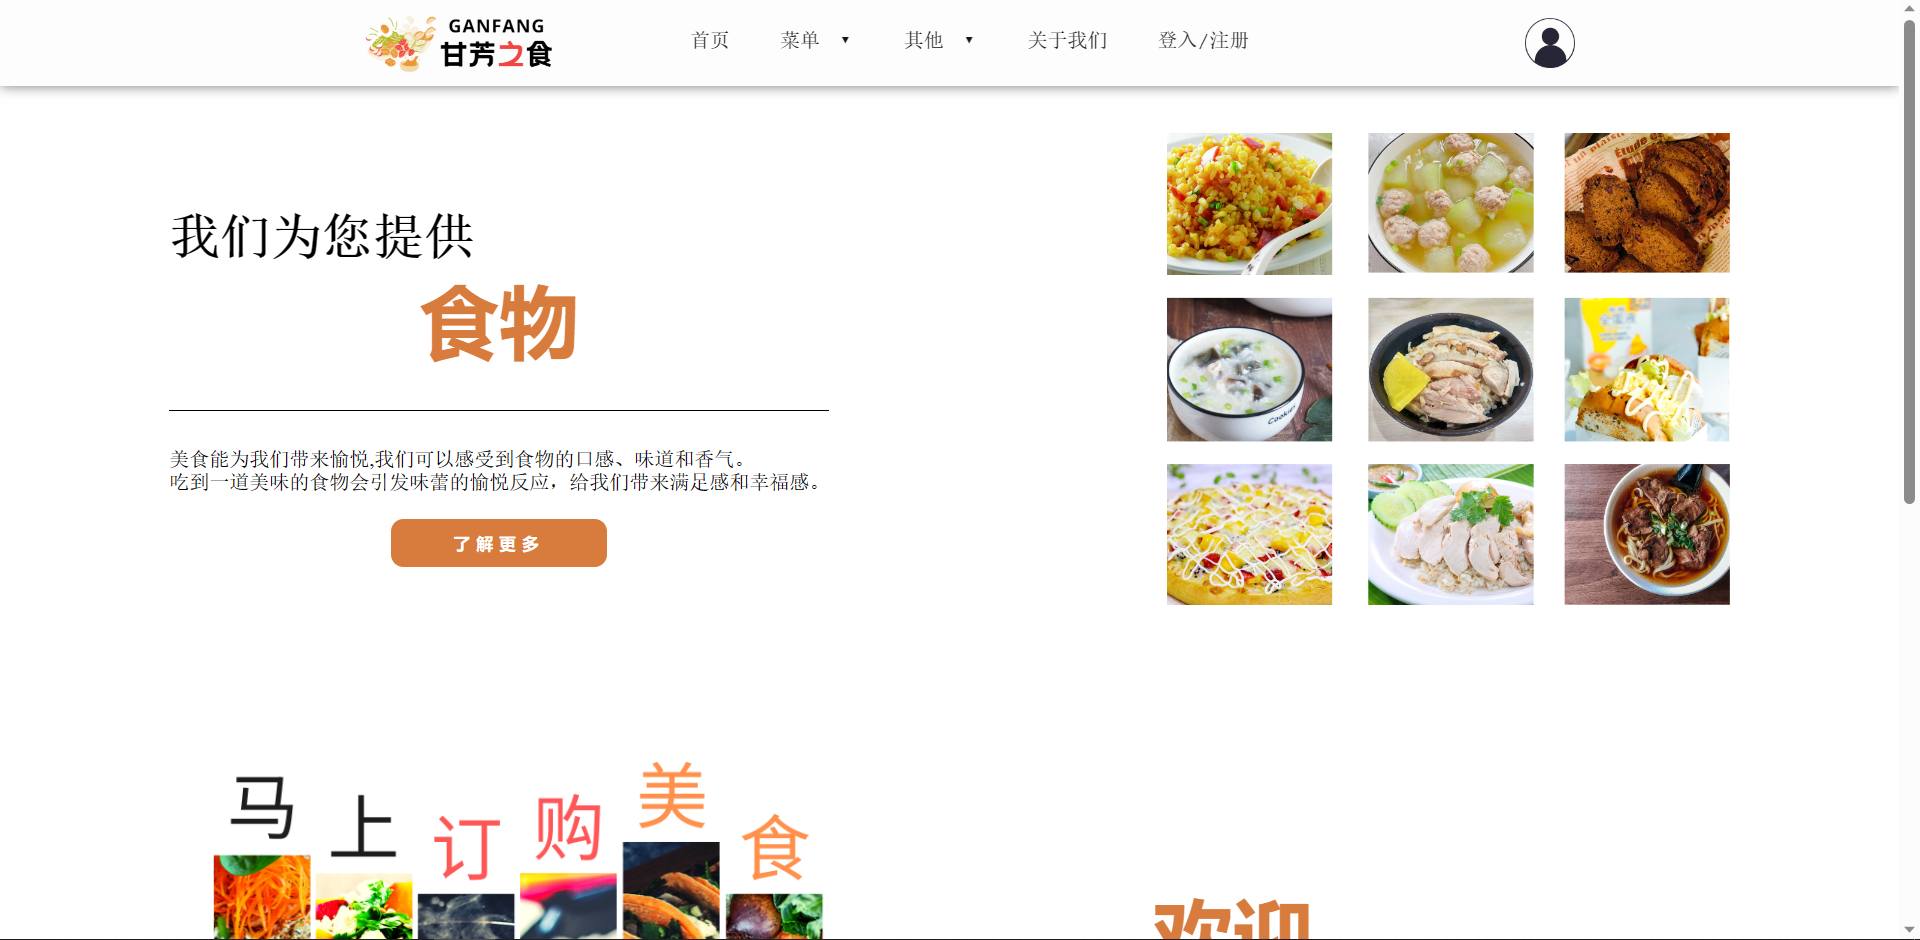 GANFANG
甘芳之食
首页 菜单 ▼ 其他 ▼ 关于我们 登入/注册
我们为您提供
食物
美食能为我们带来愉悦,我们可以感受到食物的口感、味道和香气。
吃到一道美味的食物会引发味蕾的愉悦反应，给我们带来满足感和幸福感。
了解更多
Cookies
马上订购美食
欢迎